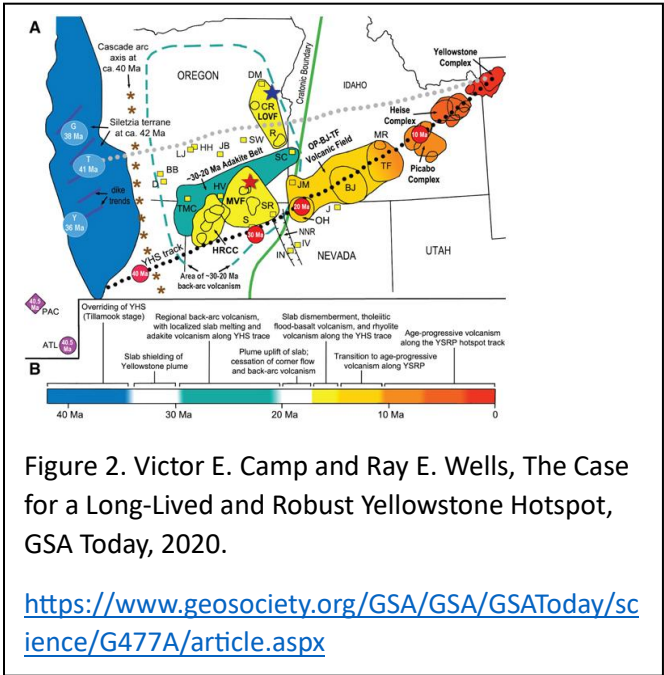 A
Cascade arc
axis at
ca. 40 Ma
OREGON
DM
CR
LOVF
R
Cratonic Boundary
IDAHO
Yellowstone
Complex
Heise
Complex
G
38 Ma
Siletzia terrane
at ca. 42 Ma
T
41 Ma
dike
trends
Y
36 Ma
LJ
HH
JB
SW
BB
D
~30-20 Ma Adakite Belt
SC
OP-BJ-TF
Volcanic Field
MR
10 Ma
TF
Picabo
Complex
HV
MVF
JM
BJ
TMC
SR
20 Ma
J
OH
S
30 Ma
HRCC
NNR
IV
IN
NEVADA
UTAH
YHS track
40 Ma
Area of ~30-20 Ma
back-arc volcanism
40.5
Ma
PAC
ATL
40.5
Ma
Overriding of YHS
(Tillamook stage)
Regional back-arc volcanism,
with localized slab melting and
adakite volcanism along YHS trace
Slab dismemberment, tholeiitic
flood-basalt volcanism, and rhyolite
volcanism along the YHS trace
Age-progressive volcanism
along the YSRP hotspot track
Slab shielding of
Yellowstone plume
Plume uplift of slab;
cessation of corner flow
and back-arc volcanism
Transition to age-progressive
volcanism along YSRP
B
40 Ma
30 Ma
20 Ma
10 Ma
0
Figure 2. Victor E. Camp and Ray E. Wells, The Case
for a Long-Lived and Robust Yellowstone Hotspot,
GSA Today, 2020.
https://www.geosociety.org/GSA/GSA/GSAToday/sc
ience/G477A/article.aspx